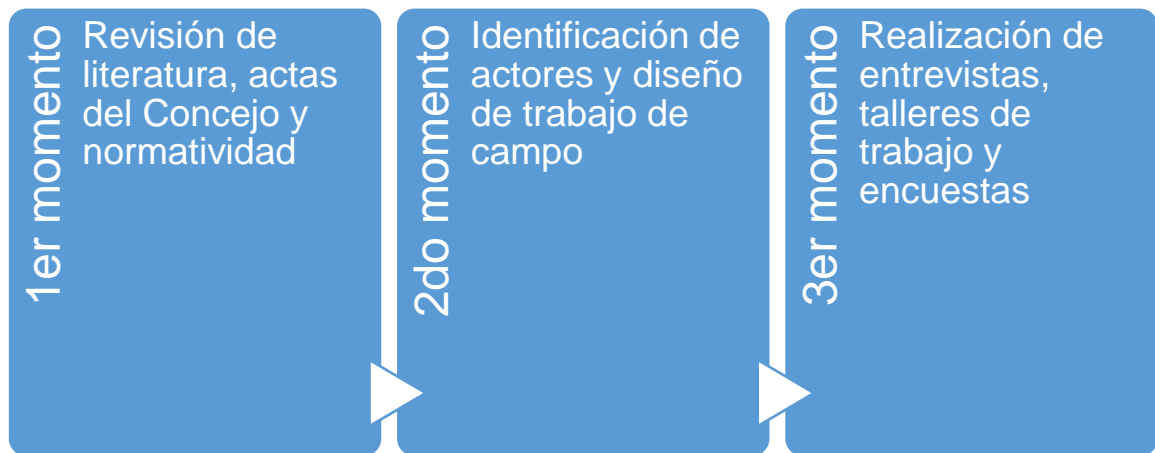 1er momento
Revisión de
literatura, actas
del Concejo y
normatividad
2do momento
Identificación de
actores y diseño
de trabajo de
campo
3er momento
Realización de
entrevistas,
talleres de
trabajo y
encuestas